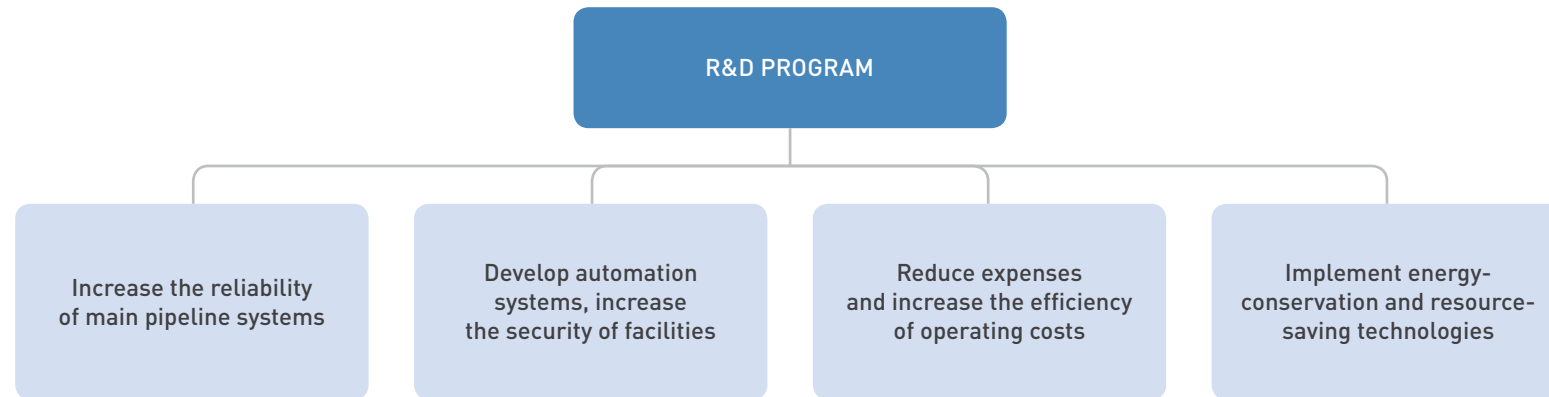 R&D PROGRAM
Increase the reliability
of main pipeline systems
Develop automation
systems, increase
the security of facilities
Reduce expenses
and increase the efficiency
of operating costs
Implement energy-
conservation and resource-
saving technologies